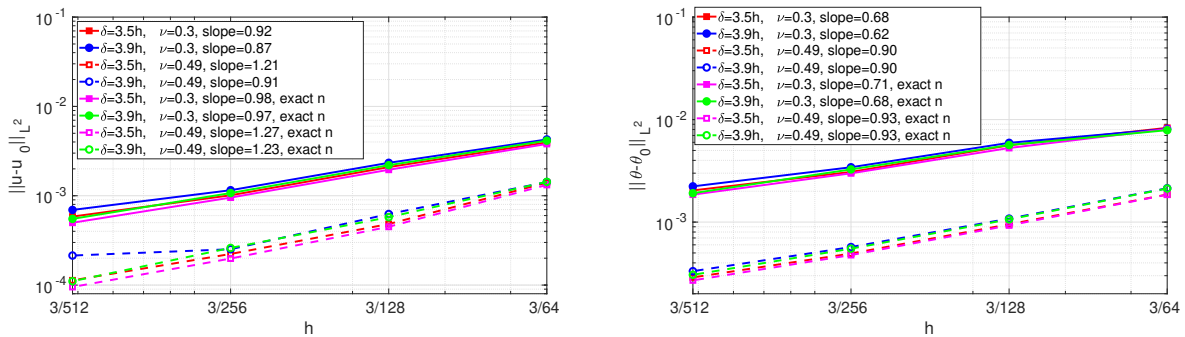 10^-1
δ=3.5h, ν=0.3, slope=0.92
δ=3.9h, ν=0.3, slope=0.87
δ=3.5h, ν=0.49, slope=1.21
δ=3.9h, ν=0.49, slope=0.91
δ=3.5h, ν=0.3, slope=0.98, exact n
δ=3.9h, ν=0.3, slope=0.97, exact n
δ=3.5h, ν=0.49, slope=1.27, exact n
δ=3.9h, ν=0.49, slope=1.23, exact n
10^-2
10^-3
10^-4
||u-u_0||_L^2
3/512 3/256 3/128 3/64
h
10^-1
δ=3.5h, ν=0.3, slope=0.68
δ=3.9h, ν=0.3, slope=0.62
δ=3.5h, ν=0.49, slope=0.90
δ=3.9h, ν=0.49, slope=0.90
δ=3.5h, ν=0.3, slope=0.71, exact n
δ=3.9h, ν=0.3, slope=0.68, exact n
δ=3.5h, ν=0.49, slope=0.93, exact n
δ=3.9h, ν=0.49, slope=0.93, exact n
10^-2
10^-3
||θ-θ_0||_L^2
3/512 3/256 3/128 3/64
h